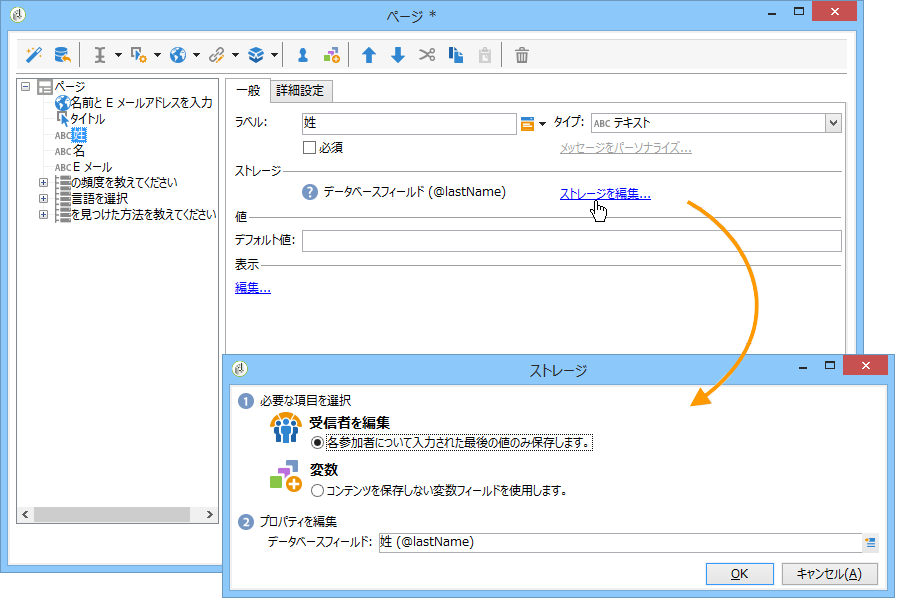 ページ *
ページ
名前と E メールアドレスを入力
タイトル
ABC 姓
ABC 名
ABC E メール
の頻度を教えてください
言語を選択
を見つけた方法を教えてください
一般
詳細設定
ラベル: 姓
タイプ: ABC テキスト
必須
メッセージをパーソナライズ...
ストレージ
? データベースフィールド (@lastName)
ストレージを編集...
値
デフォルト値:
表示
編集...
ストレージ
1 必要な項目を選択
受信者を編集
各参加者について入力された最後の値のみ保存します。
変数
コンテンツを保存しない変数フィールドを使用します。
2 プロパティを編集
データベースフィールド: 姓 (@lastName)
OK
キャンセル(A)